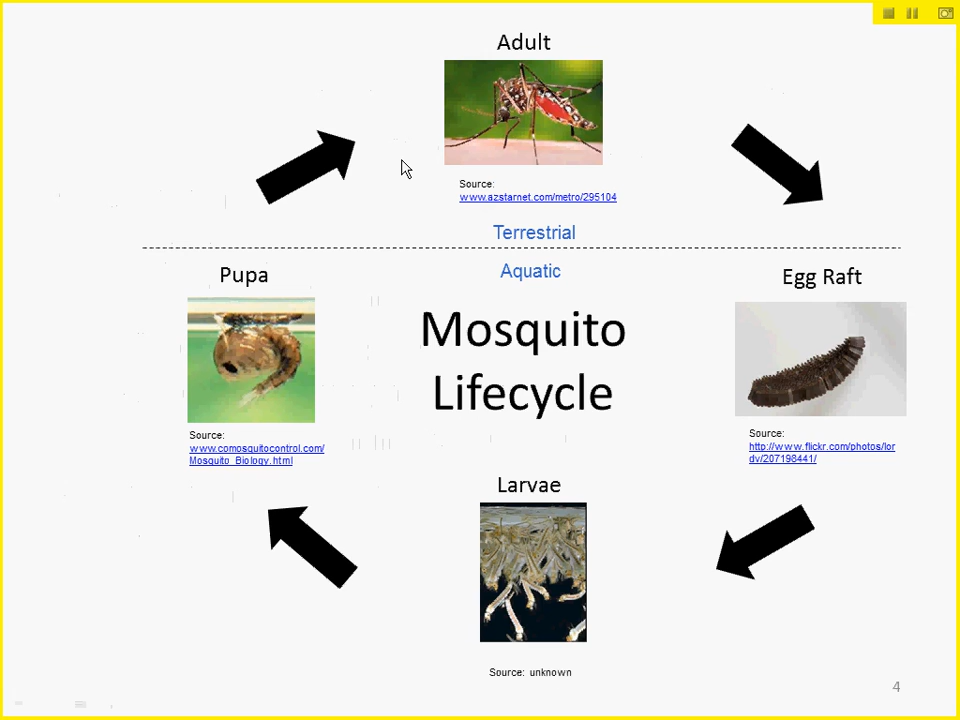 Adult
Source:
www.azstarnet.com/metro/295104
Terrestrial
Aquatic
Pupa
Egg Raft
Mosquito
Lifecycle
Source:
www.comosquitocontrol.com/
Mosquito_Biology.html
Source:
http://www.flickr.com/photos/lor
dv/207198441/
Larvae
Source: unknown
4